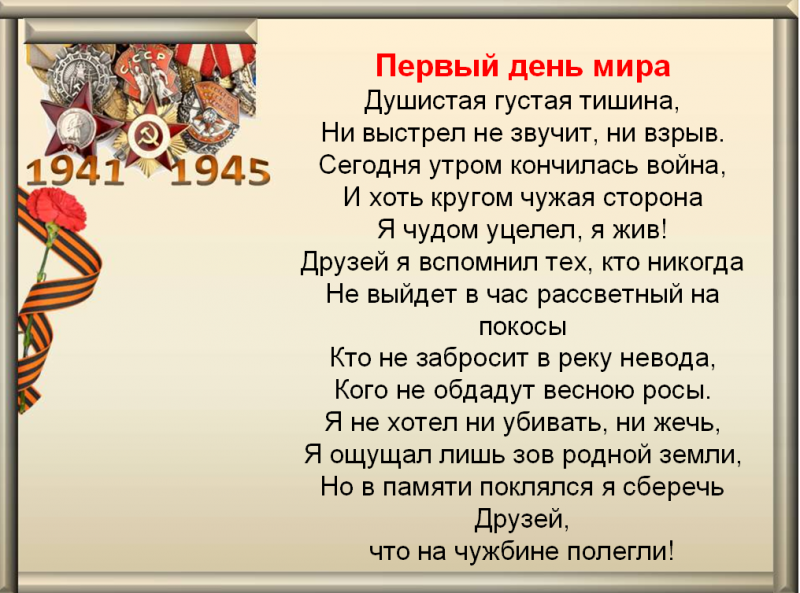 СССР
1941 1945
Первый день мира
Душистая густая тишина,
Ни выстрел не звучит, ни взрыв.
Сегодня утром кончилась война,
И хоть кругом чужая сторона
Я чудом уцелел, я жив!
Друзей я вспомнил тех, кто никогда
Не выйдет в час рассветный на
покосы
Кто не забросит в реку невода,
Кого не обдадут весною росы.
Я не хотел ни убивать, ни жечь,
Я ощущал лишь зов родной земли,
Но в памяти поклялся я сберечь
Друзей,
что на чужбине полегли!